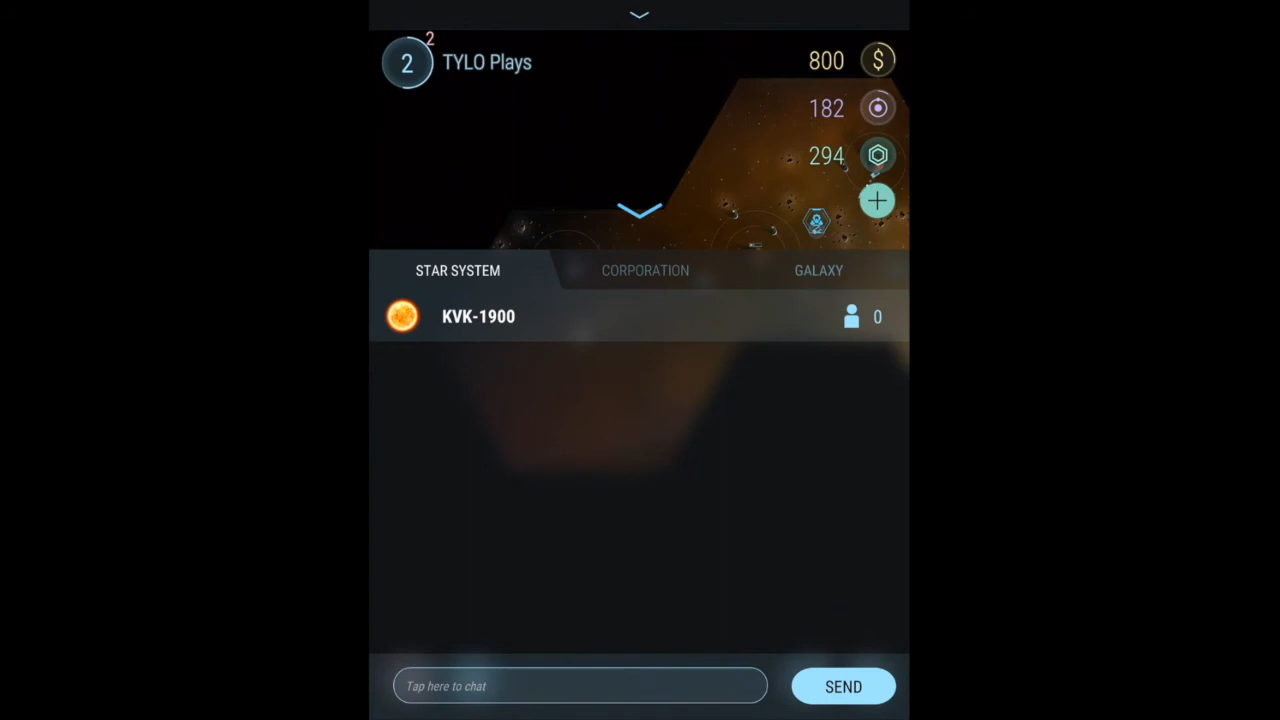 2
2 TYLO Plays
800 $
182
294
STAR SYSTEM CORPORATION GALAXY
KVK-1900 0
Tap here to chat SEND